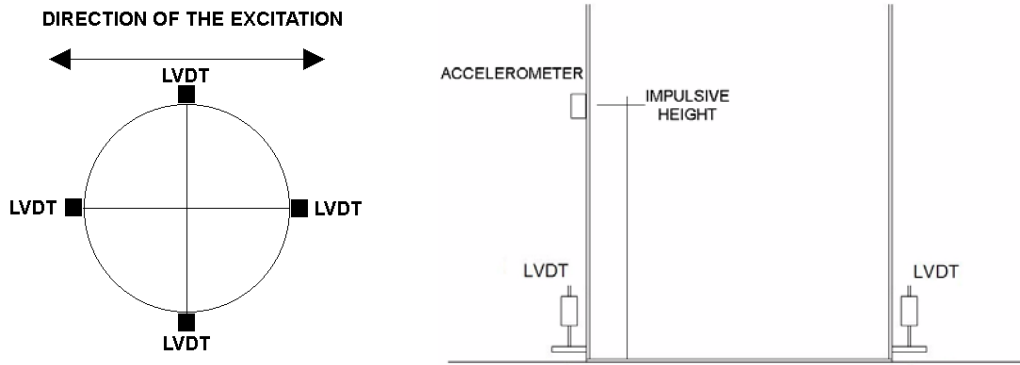 DIRECTION OF THE EXCITATION
LVDT
LVDT
LVDT
LVDT
ACCELEROMETER
IMPULSIVE
HEIGHT
LVDT
LVDT